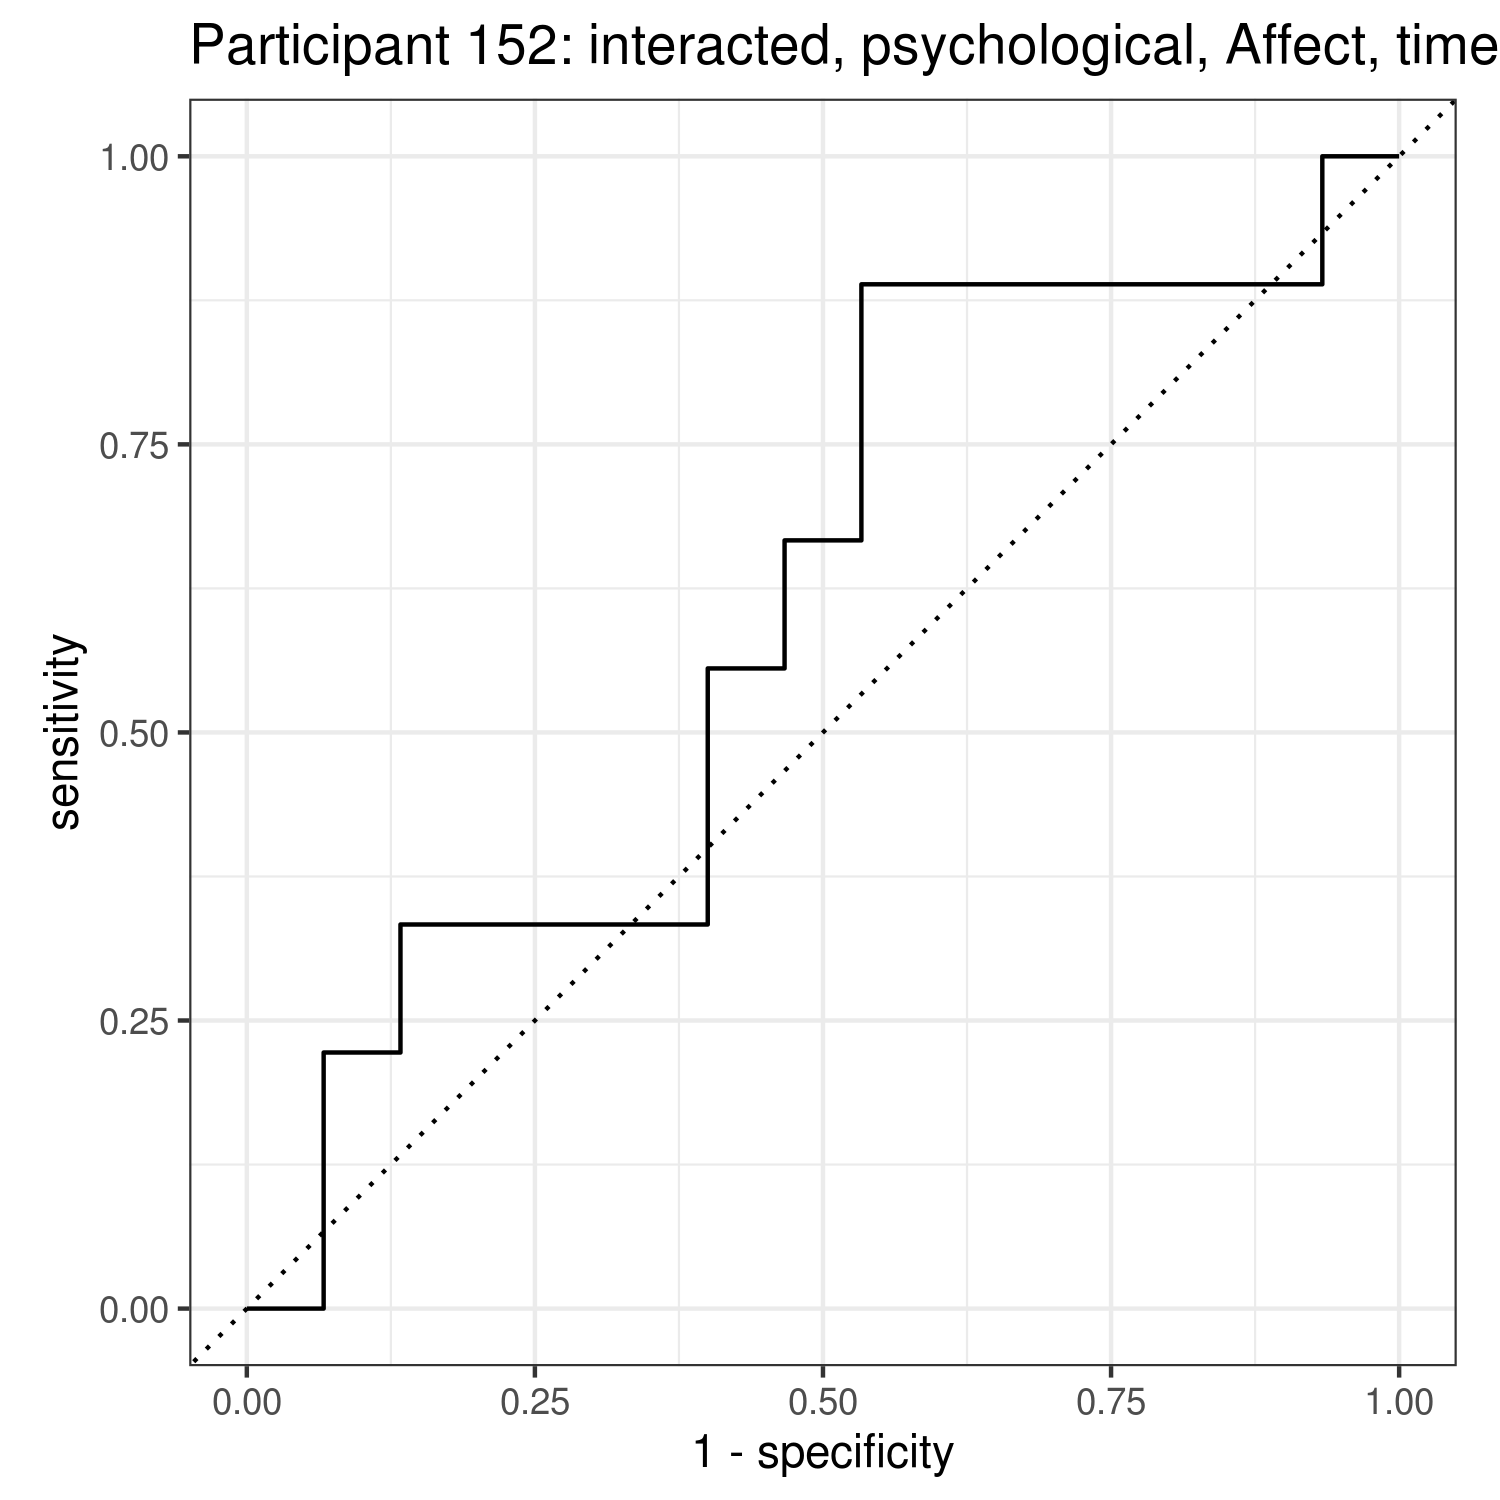 Participant 152: interacted, psychological, Affect, time
1.00
0.75
0.50
0.25
0.00
sensitivity
0.00 0.25 0.50 0.75 1.00
1 - specificity